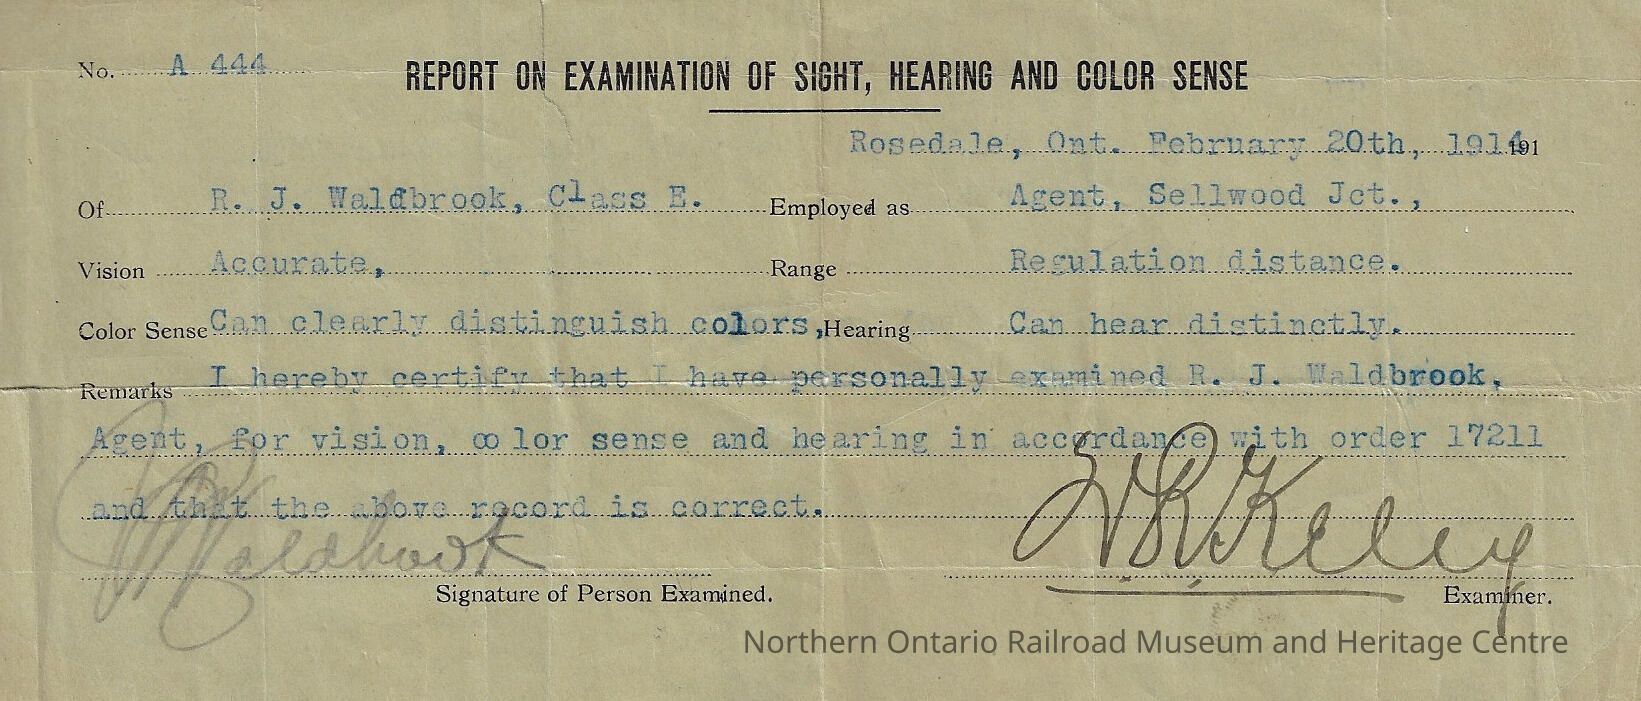 No. A 444
REPORT ON EXAMINATION OF SIGHT, HEARING AND COLOR SENSE
Rosedale, Ont. February 20th, 1914 191
Of R. J. Waldbrook, Class E. Employed as Agent, Sellwood Jct.,
Vision Accurate, Range Regulation distance.
Color Sense Can clearly distinguish colors, Hearing Can hear distinctly.
Remarks I hereby certify that I have personally examined R. J. Waldbrook,
Agent, for vision, co lor sense and hearing in accordance with order 17211
and that the above record is correct.
Waldbrook
Signature of Person Examined. Examiner.
Northern Ontario Railroad Museum and Heritage Centre